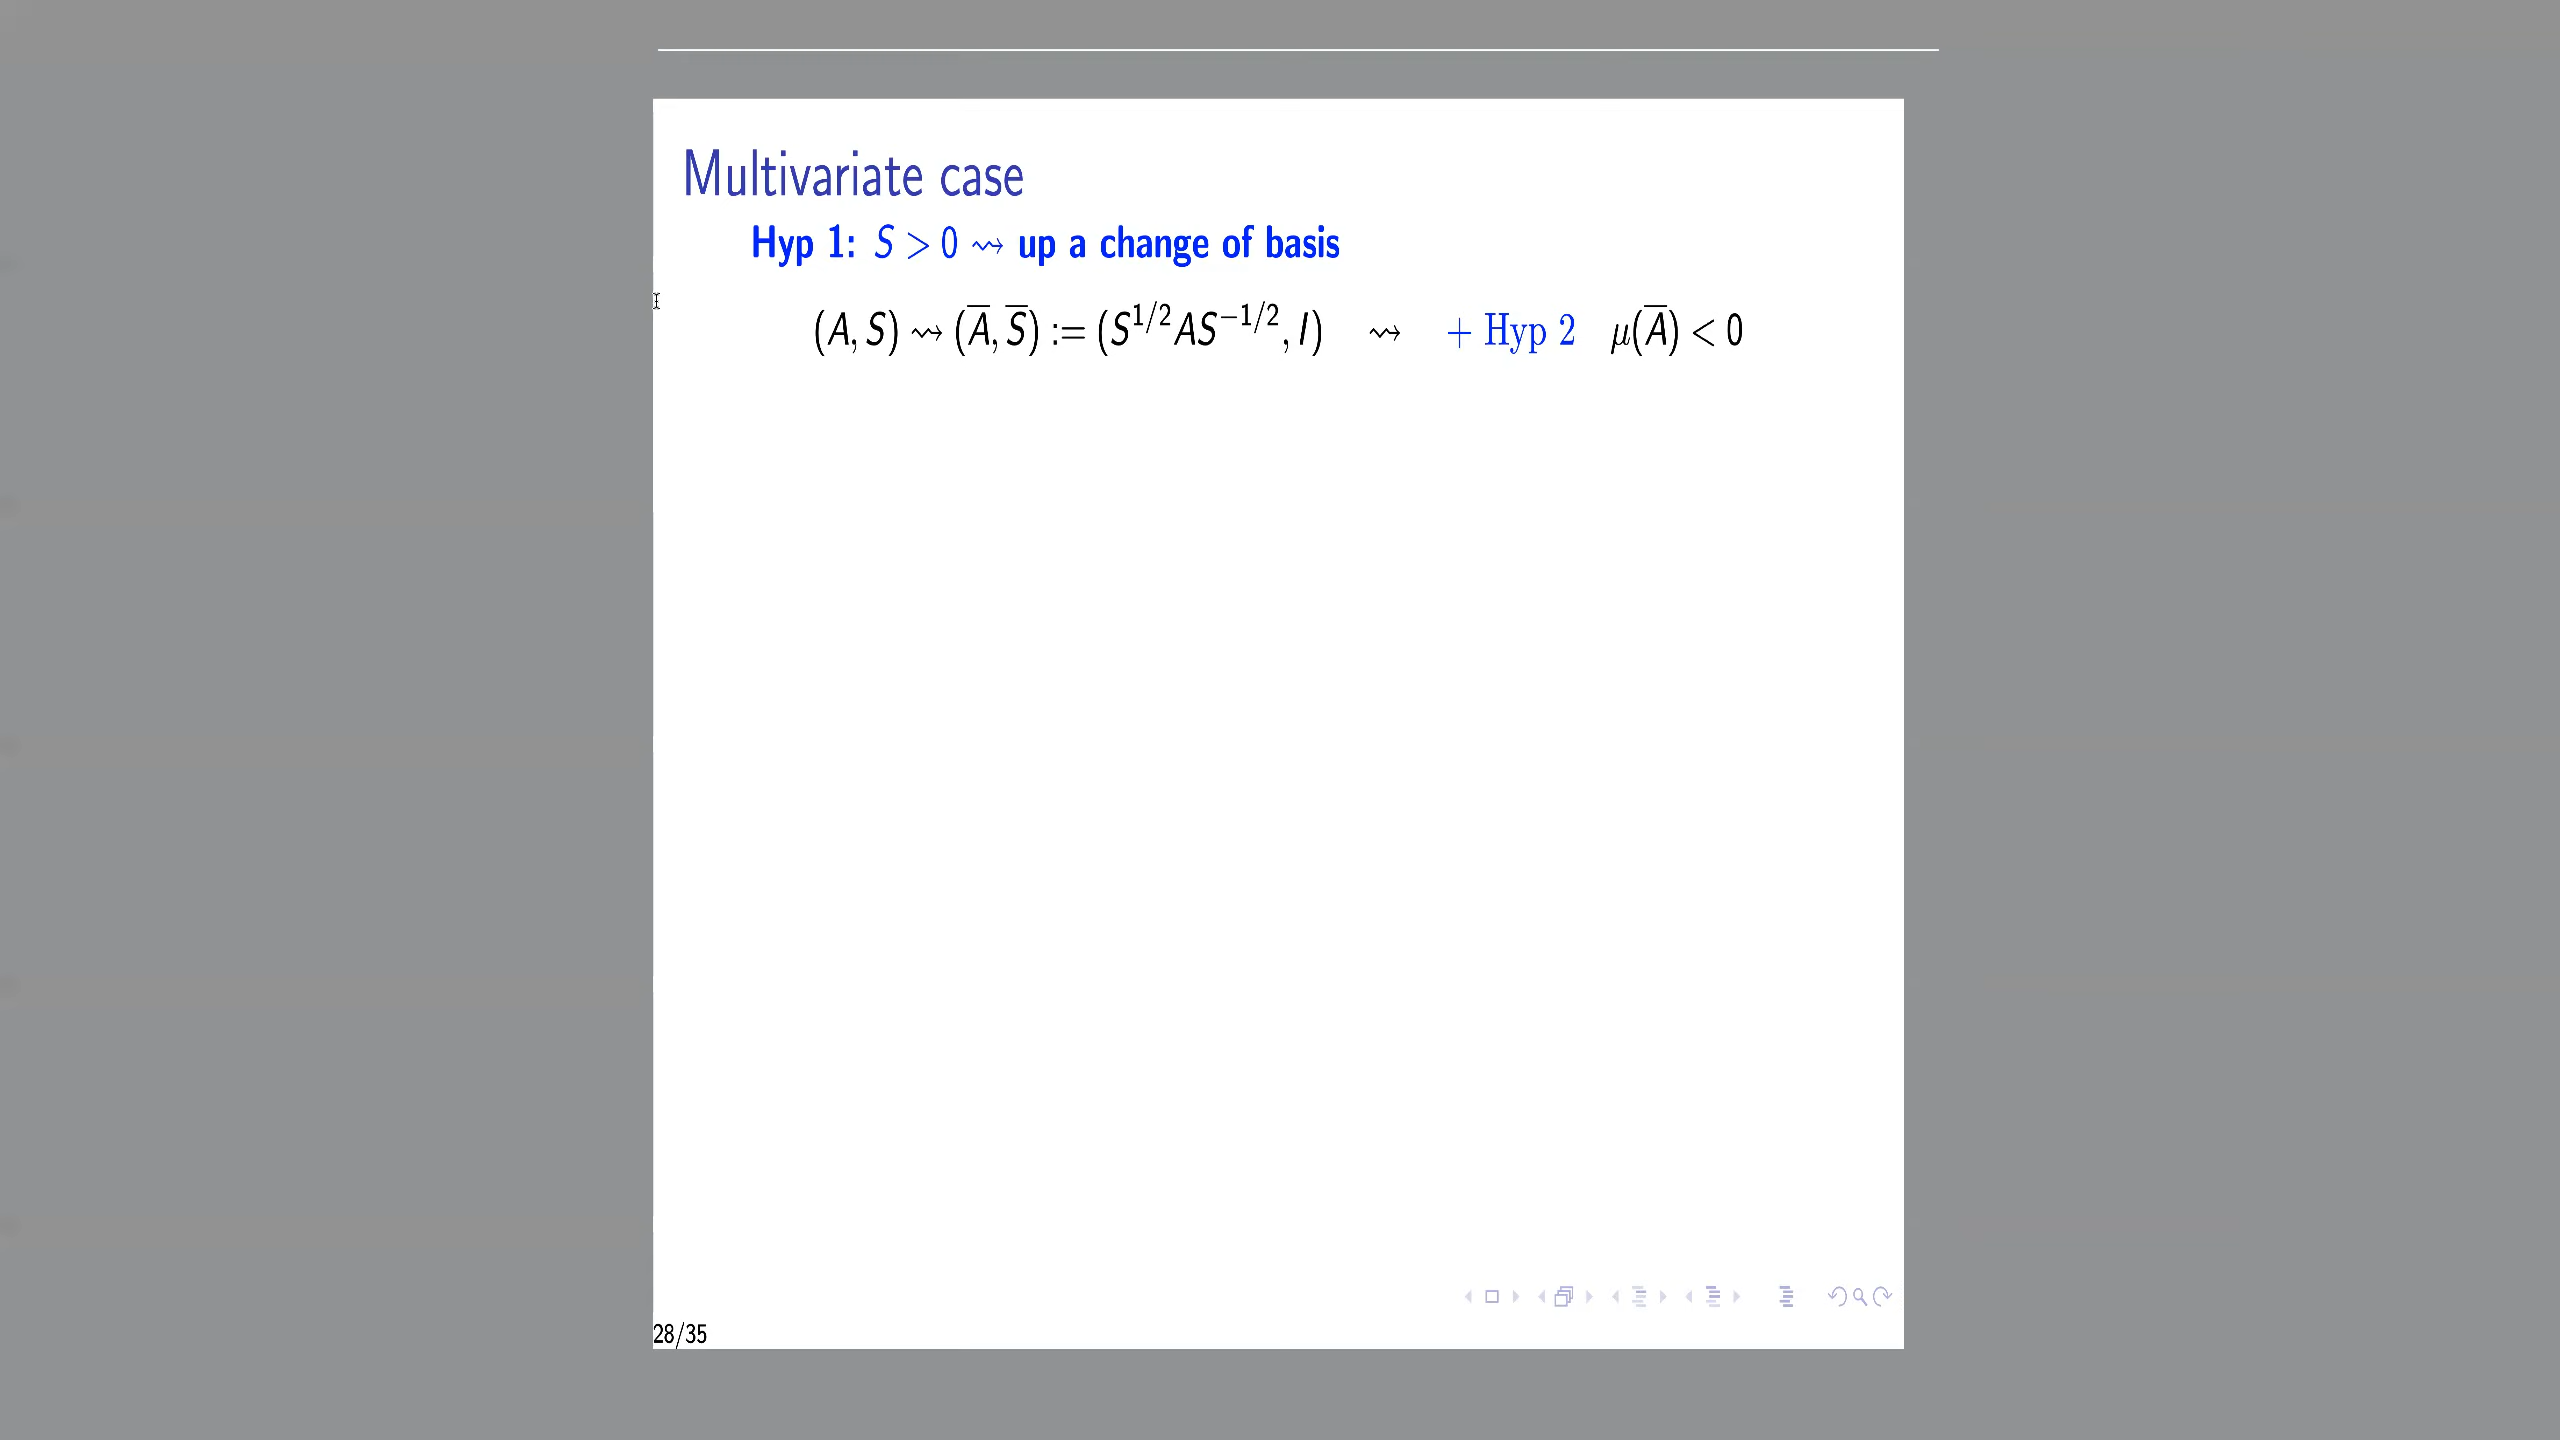 Multivariate case
Hyp 1: S > 0 ⇝ up a change of basis
(A, S) ⇝ (A̅, S̅) := (S^{1/2}AS^{−1/2}, I) ⇝ + Hyp 2 μ(A̅) < 0
28/35